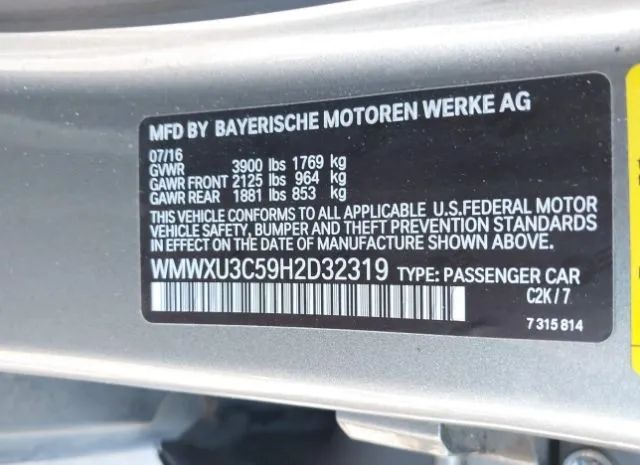 MFD BY BAYERISCHE MOTOREN WERKE AG
07/16
GVWR 3900 lbs 1769 kg
GAWR FRONT 2125 lbs 964 kg
GAWR REAR 1881 lbs 853 kg
THIS VEHICLE CONFORMS TO ALL APPLICABLE U.S.FEDERAL MOTOR
VEHICLE SAFETY, BUMPER AND THEFT PREVENTION STANDARDS
IN EFFECT ON THE DATE OF MANUFACTURE SHOWN ABOVE.
WMWXU3C59H2D32319 TYPE: PASSENGER CAR
C2K / 7
7 315 814